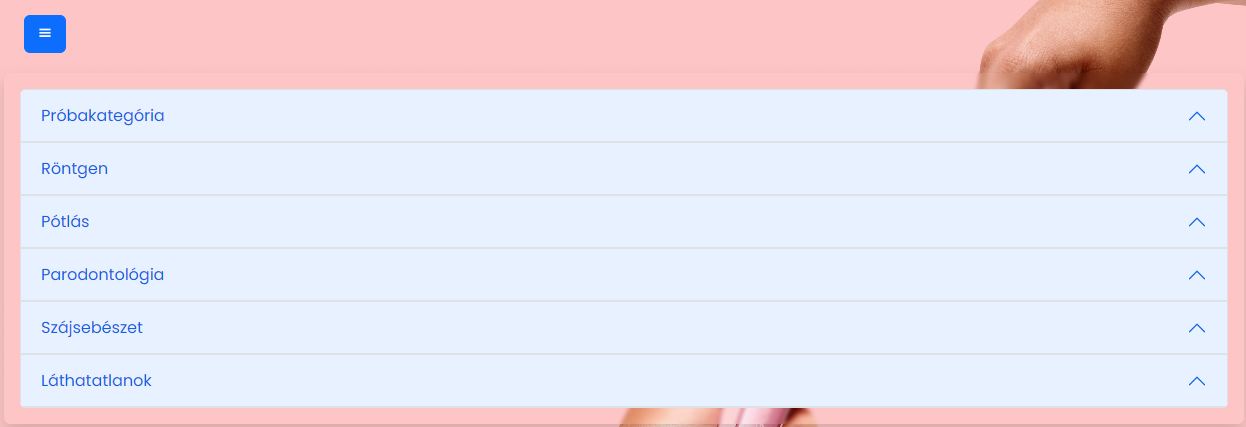 Próbakategória
Röntgen
Pótlás
Parodontológia
Szájsebészet
Láthatatlanok